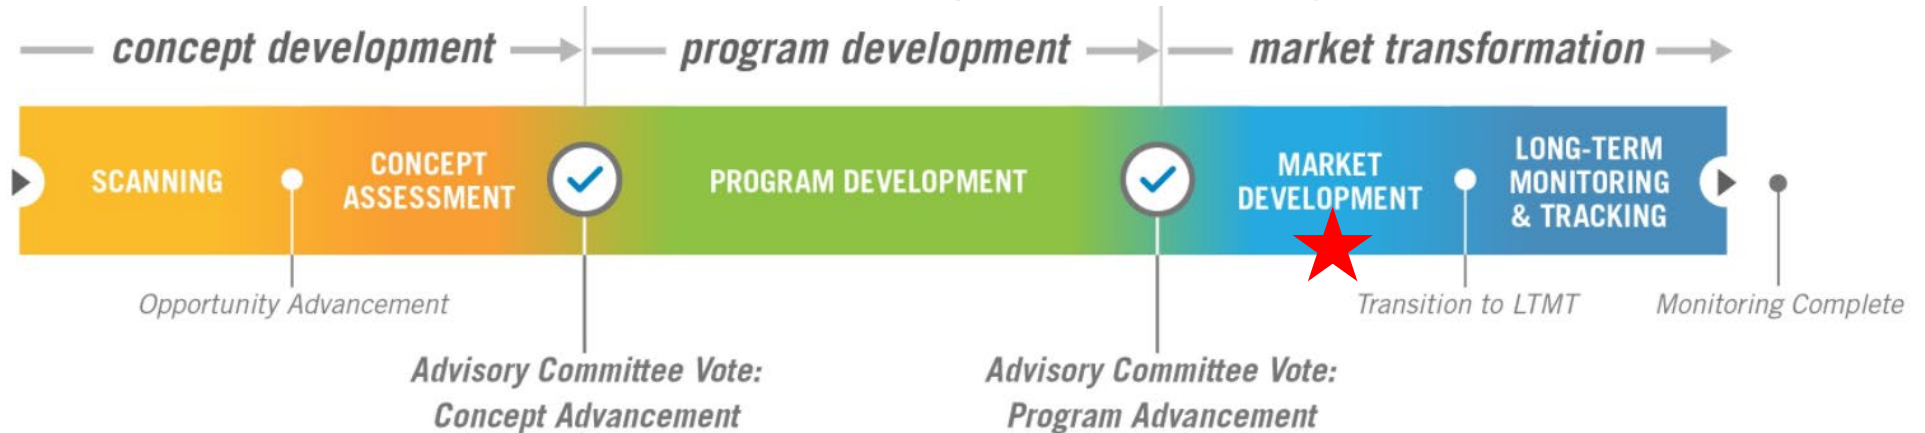 concept development
program development
market transformation
SCANNING
CONCEPT
ASSESSMENT
PROGRAM DEVELOPMENT
MARKET
DEVELOPMENT
LONG-TERM
MONITORING
& TRACKING
Opportunity Advancement
Transition to LTMT
Monitoring Complete
Advisory Committee Vote:
Concept Advancement
Advisory Committee Vote:
Program Advancement